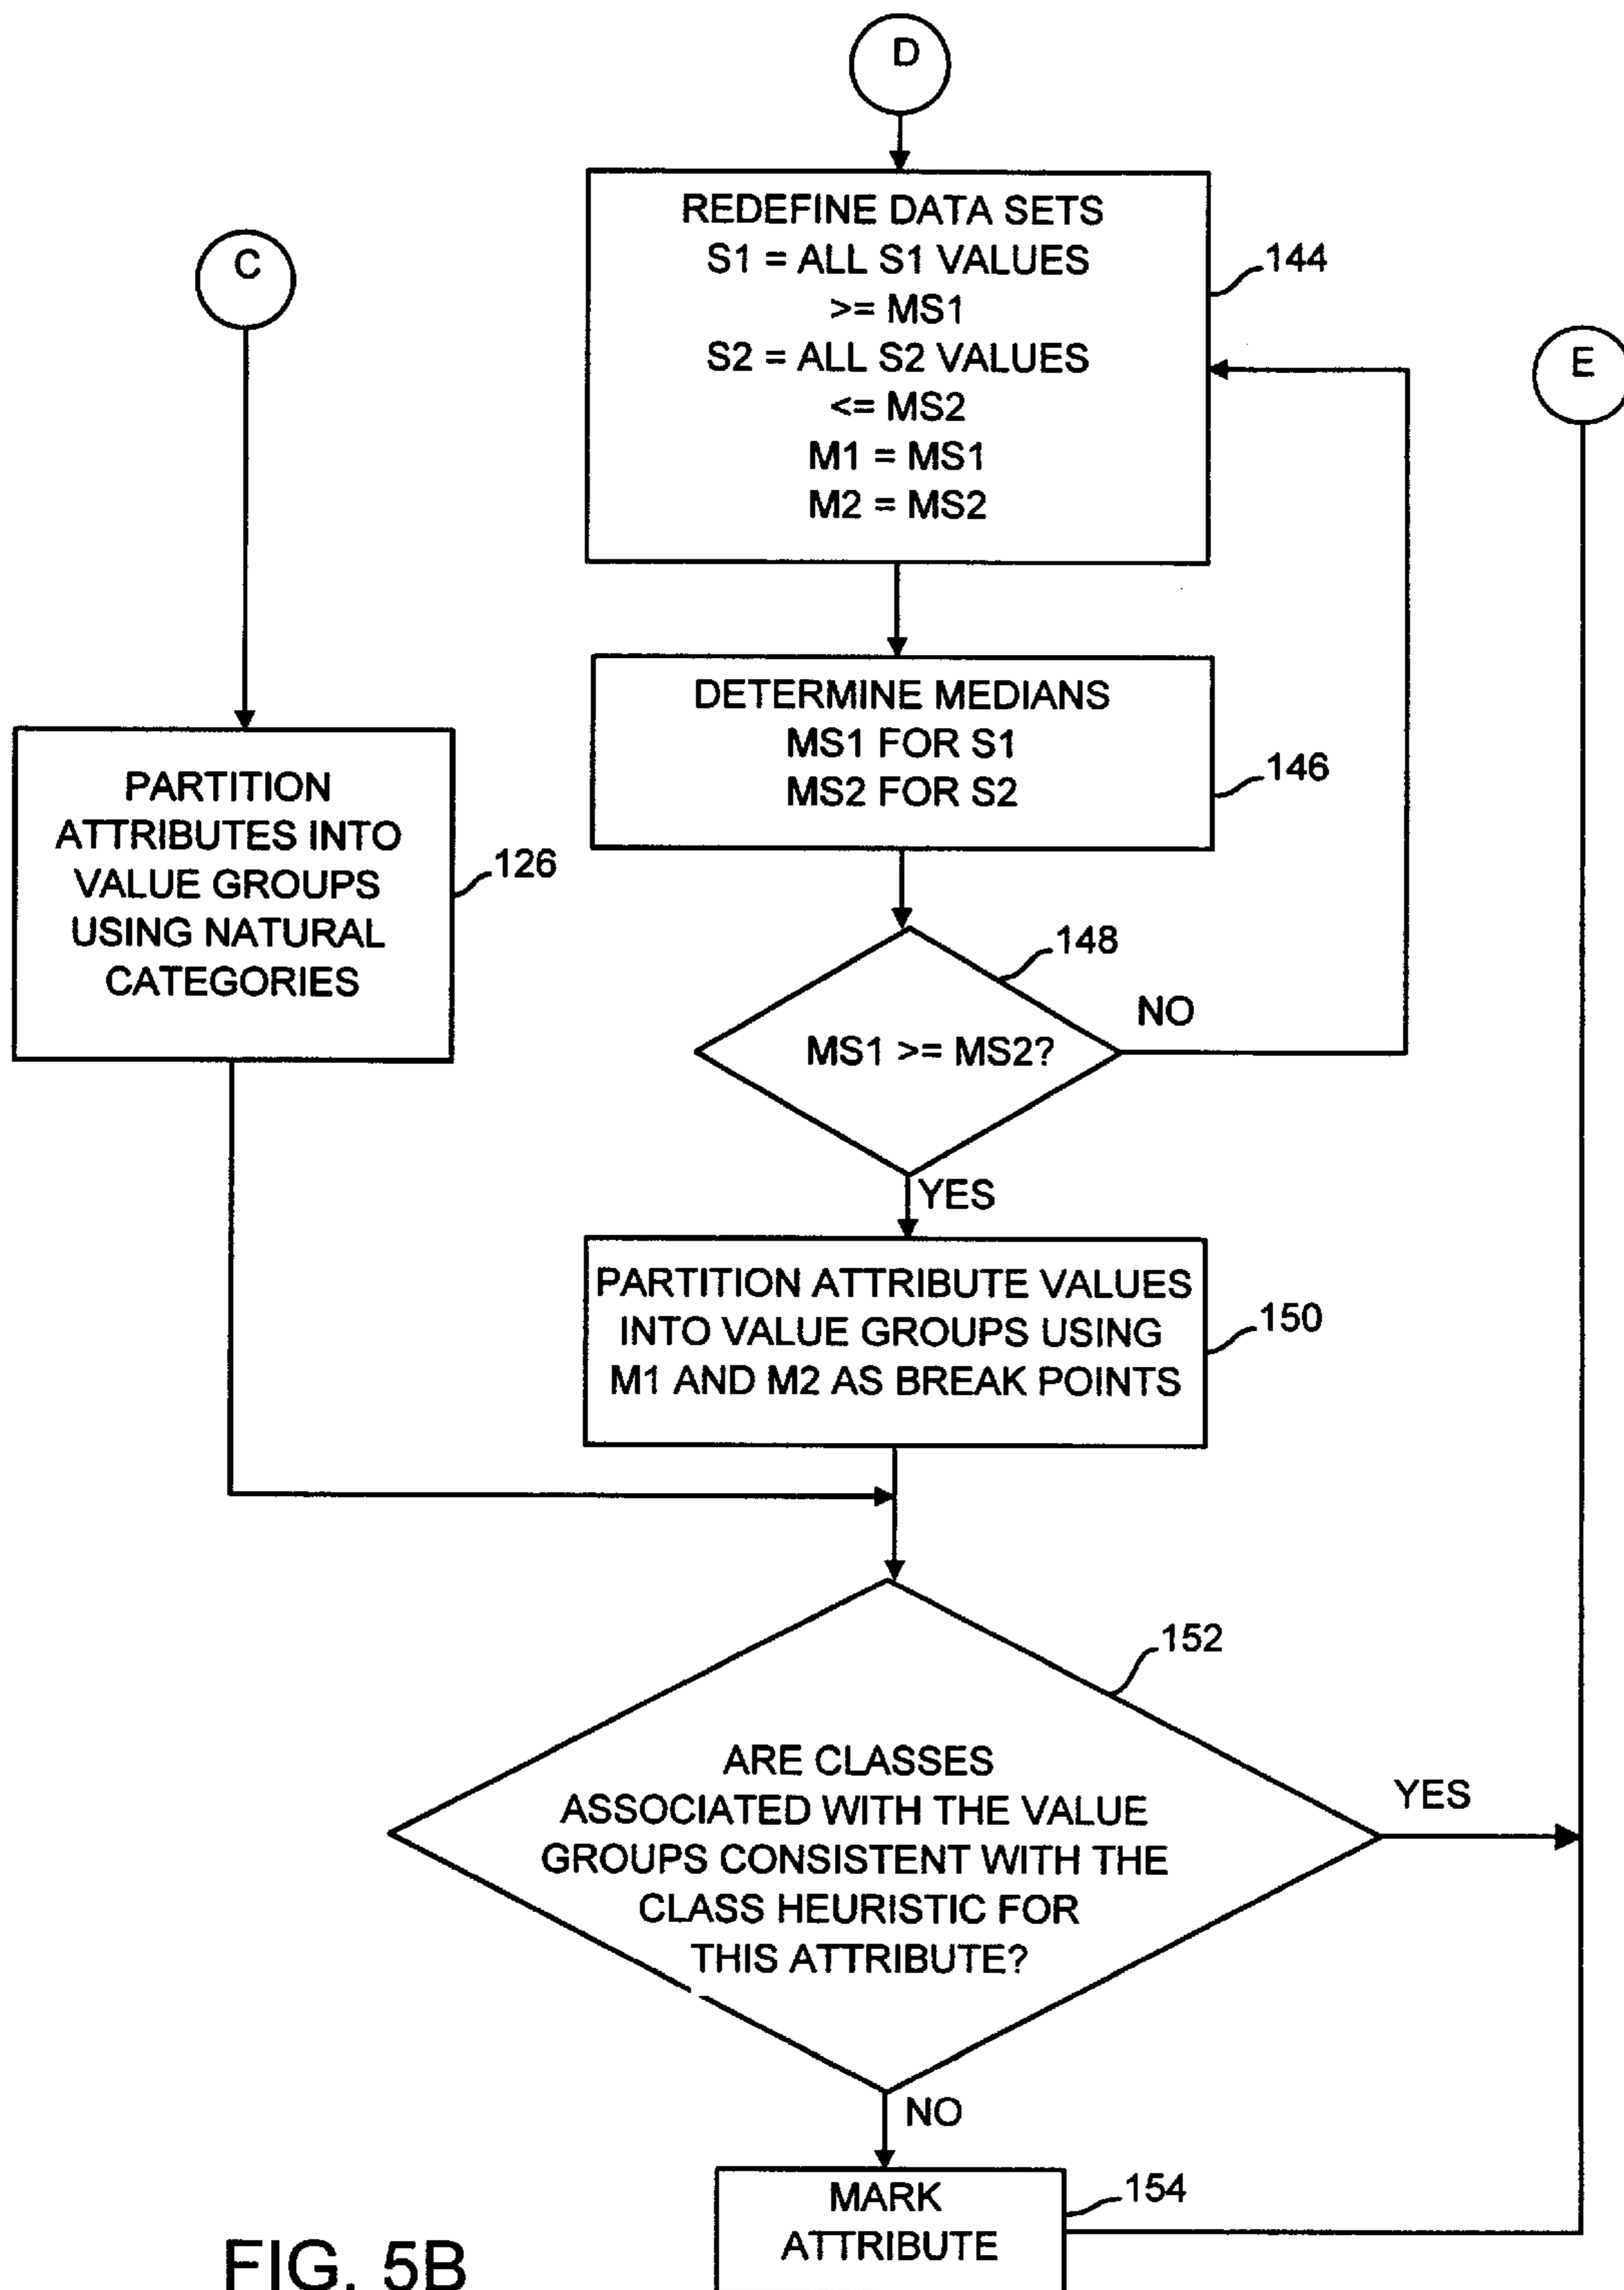 D
REDEFINE DATA SETS
S1 = ALL S1 VALUES
>= MS1
S2 = ALL S2 VALUES
<= MS2
M1 = MS1
M2 = MS2
144
C
E
DETERMINE MEDIANS
MS1 FOR S1
MS2 FOR S2
146
PARTITION
ATTRIBUTES INTO
VALUE GROUPS
USING NATURAL
CATEGORIES
126
148
MS1 >= MS2?
NO
YES
PARTITION ATTRIBUTE VALUES
INTO VALUE GROUPS USING
M1 AND M2 AS BREAK POINTS
150
152
ARE CLASSES
ASSOCIATED WITH THE VALUE
GROUPS CONSISTENT WITH THE
CLASS HEURISTIC FOR
THIS ATTRIBUTE?
YES
NO
MARK
ATTRIBUTE
154
FIG. 5B